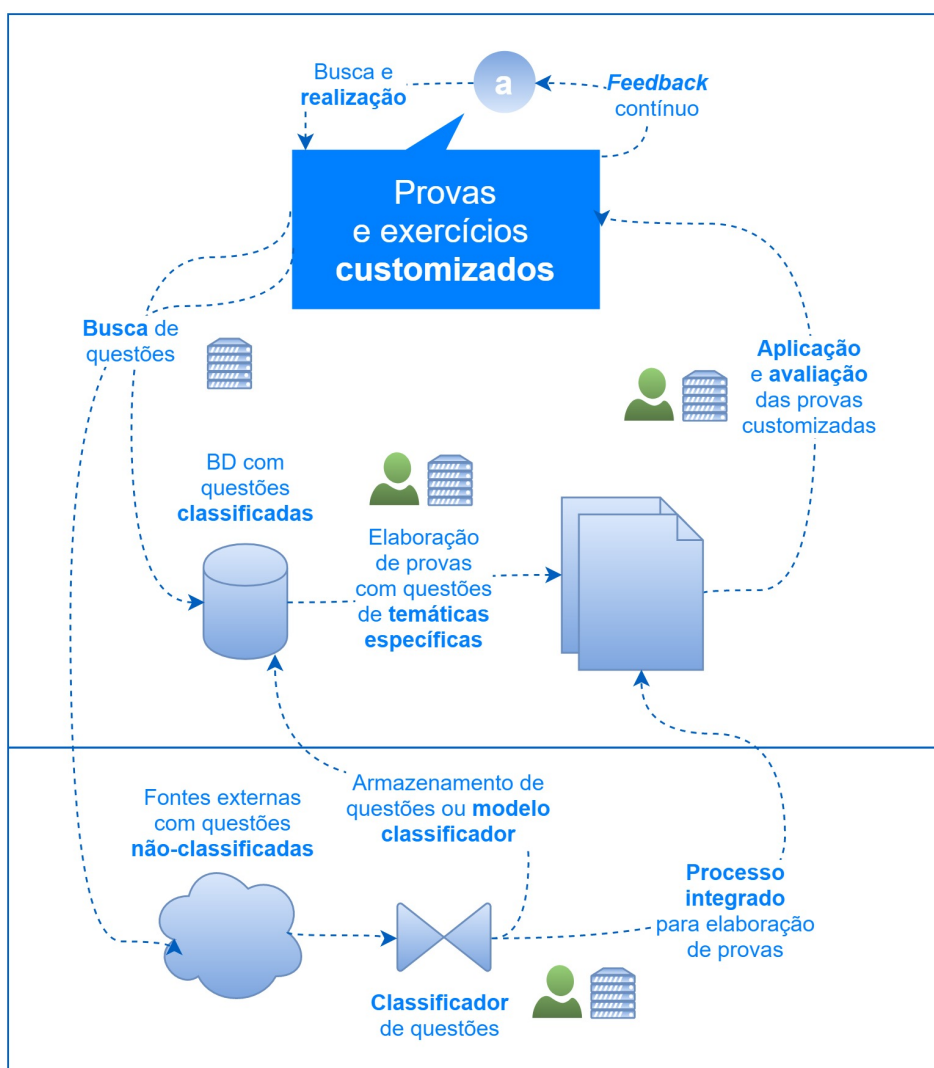 Busca e
realização
a
Feedback
contínuo
Provas
e exercícios
customizados
Busca de
questões
Aplicação
e avaliação
das provas
customizadas
BD com
questões
classificadas
Elaboração
de provas
com questões
de temáticas
específicas
Armazenamento de
questões ou modelo
classificador
Fontes externas
com questões
não-classificadas
Processo
integrado
para elaboração
de provas
Classificador
de questões